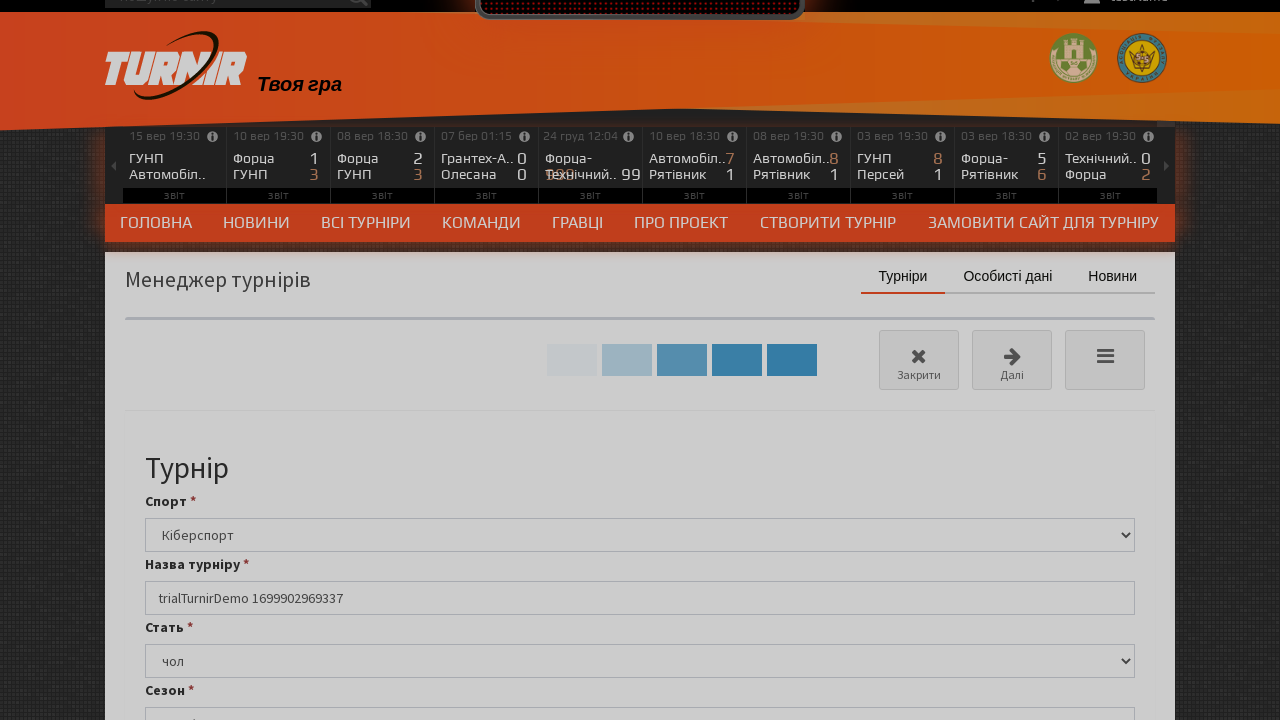 TURNIR
Твоя гра
15 вер 19:30
ГУНП
Автомобіл..
звіт
10 вер 19:30
Форца 1
ГУНП 3
звіт
08 вер 18:30
Форца 2
ГУНП 3
звіт
07 бер 01:15
Грантех-А.. 0
Олесана 0
звіт
24 груд 12:04
Форца-
Технічний.. 99
звіт
10 вер 18:30
Автомобіл.. 7
Рятівник 1
звіт
08 вер 19:30
Автомобіл.. 8
Рятівник 1
звіт
03 вер 19:30
ГУНП 8
Персей 1
звіт
03 вер 18:30
Форца- 5
Рятівник 6
звіт
02 вер 19:30
Технічний.. 0
Форца 2
звіт
ГОЛОВНА НОВИНИ ВСІ ТУРНІРИ КОМАНДИ ГРАВЦІ ПРО ПРОЕКТ СТВОРИТИ ТУРНІР ЗАМОВИТИ САЙТ ДЛЯ ТУРНІРУ
Менеджер турнірів
Турніри Особисті дані Новини
Закрити Далі
Турнір
Спорт *
Кіберспорт
Назва турніру *
trialTurnirDemo 1699902969337
Стать *
чол
Сезон *